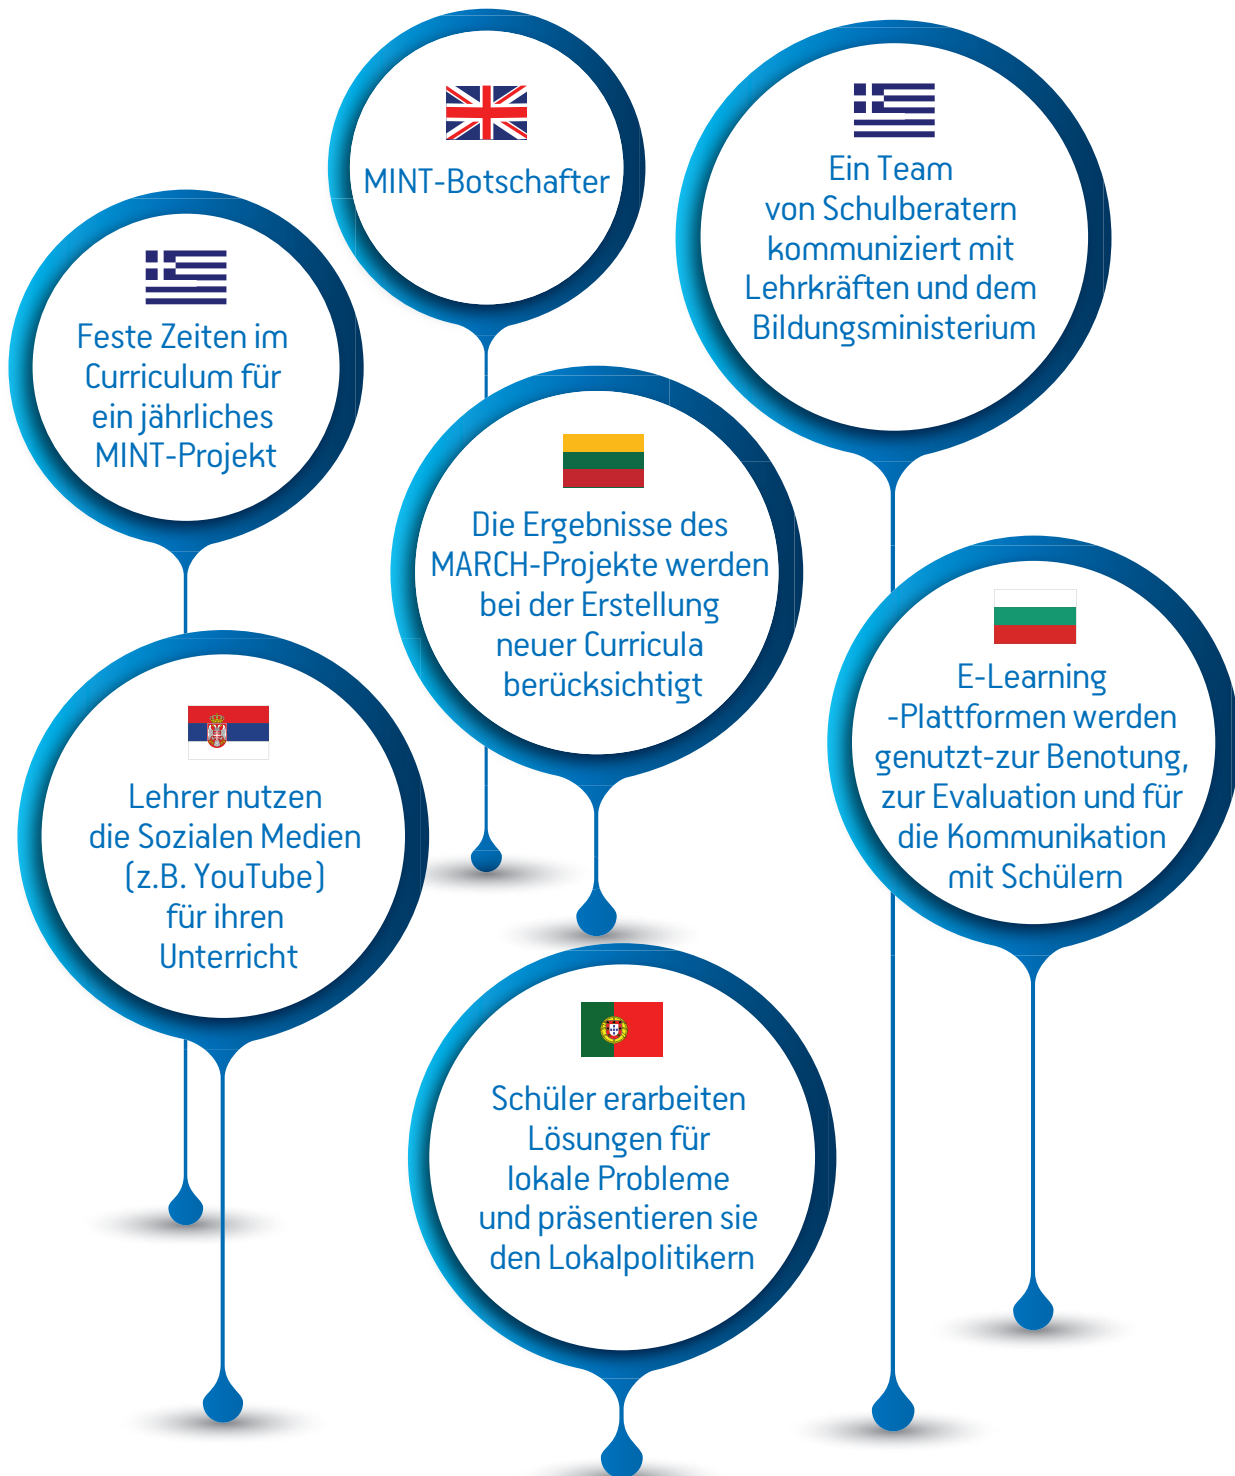 MINT-Botschafter
Ein Team
von Schulberatern
kommuniziert mit
Lehrkräften und dem
Bildungsministerium
Feste Zeiten im
Curriculum für
ein jährliches
MINT-Projekt
Die Ergebnisse des
MARCH-Projekte werden
bei der Erstellung
neuer Curricula
berücksichtigt
E-Learning
-Plattformen werden
genutzt-zur Benotung,
zur Evaluation und für
die Kommunikation
mit Schülern
Lehrer nutzen
die Sozialen Medien
(z.B. YouTube)
für ihren
Unterricht
Schüler erarbeiten
Lösungen für
lokale Probleme
und präsentieren sie
den Lokalpolitikern